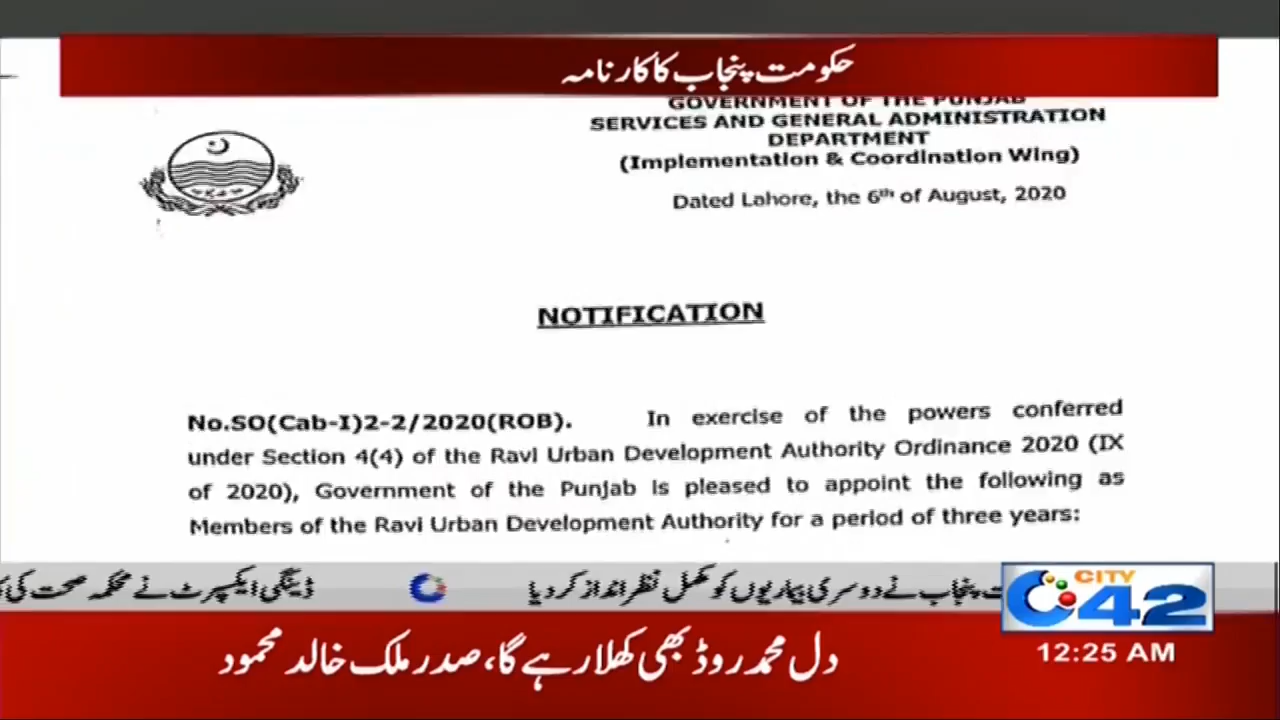 حکومت پنجاب کا کارنامہ
GOVERNMENT OF THE PUNJAB
SERVICES AND GENERAL ADMINISTRATION
DEPARTMENT
(Implementation & Coordination Wing)
Dated Lahore, the 6th of August, 2020
NOTIFICATION
No.SO(Cab-I)2-2/2020(ROB). In exercise of the powers conferred
under Section 4(4) of the Ravi Urban Development Authority Ordinance 2020 (IX
of 2020), Government of the Punjab is pleased to appoint the following as
Members of the Ravi Urban Development Authority for a period of three years:
پنجاب نے دوسری بیماریوں کو مکمل نظر انداز کر دیا ڈینگی ایکسپرٹ نے محکمہ صحت کی
CITY 42
دل محمد روڈ بھی کھلا رہے گا، صدر ملک خالد محمود
12:25 AM